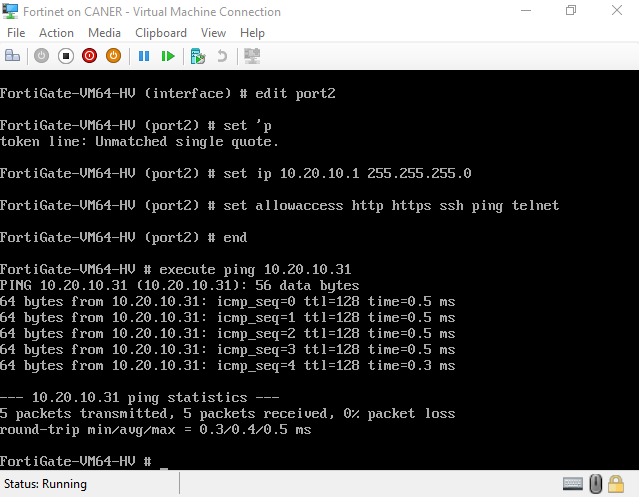 Fortinet on CANER - Virtual Machine Connection
File Action Media Clipboard View Help
FortiGate-VM64-HV (interface) # edit port2
FortiGate-VM64-HV (port2) # set 'p
token line: Unmatched single quote.
FortiGate-VM64-HV (port2) # set ip 10.20.10.1 255.255.255.0
FortiGate-VM64-HV (port2) # set allowaccess http https ssh ping telnet
FortiGate-VM64-HV (port2) # end
FortiGate-VM64-HV # execute ping 10.20.10.31
PING 10.20.10.31 (10.20.10.31): 56 data bytes
64 bytes from 10.20.10.31: icmp_seq=0 ttl=128 time=0.5 ms
64 bytes from 10.20.10.31: icmp_seq=1 ttl=128 time=0.5 ms
64 bytes from 10.20.10.31: icmp_seq=2 ttl=128 time=0.5 ms
64 bytes from 10.20.10.31: icmp_seq=3 ttl=128 time=0.5 ms
64 bytes from 10.20.10.31: icmp_seq=4 ttl=128 time=0.3 ms
--- 10.20.10.31 ping statistics ---
5 packets transmitted, 5 packets received, 0% packet loss
round-trip min/avg/max = 0.3/0.4/0.5 ms
FortiGate-VM64-HV # _
Status: Running